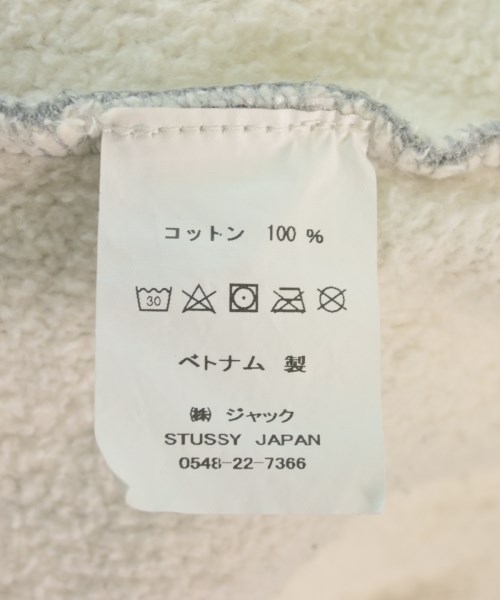 コットン 100 %
30
ベトナム 製
㈱ ジャック
STUSSY JAPAN
0548-22-7366